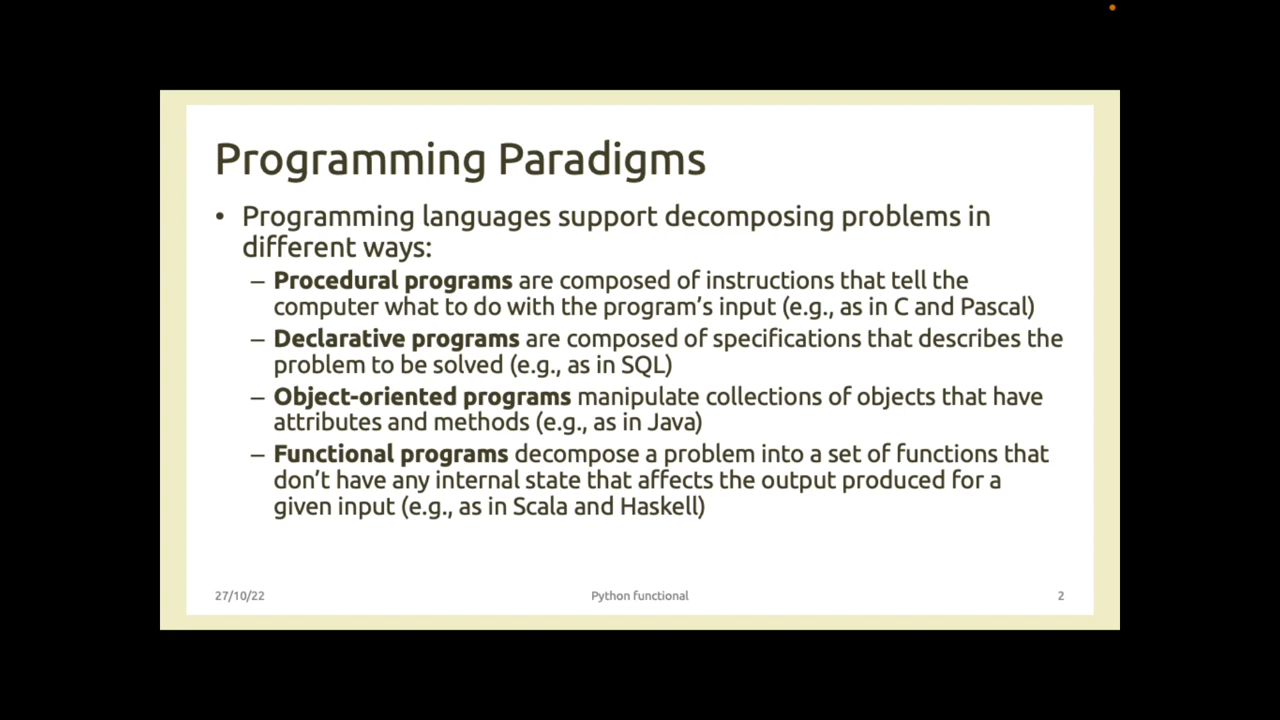 Programming Paradigms
• Programming languages support decomposing problems in
different ways:
– Procedural programs are composed of instructions that tell the
computer what to do with the program’s input (e.g., as in C and Pascal)
– Declarative programs are composed of specifications that describes the
problem to be solved (e.g., as in SQL)
– Object-oriented programs manipulate collections of objects that have
attributes and methods (e.g., as in Java)
– Functional programs decompose a problem into a set of functions that
don’t have any internal state that affects the output produced for a
given input (e.g., as in Scala and Haskell)
27/10/22 Python functional 2